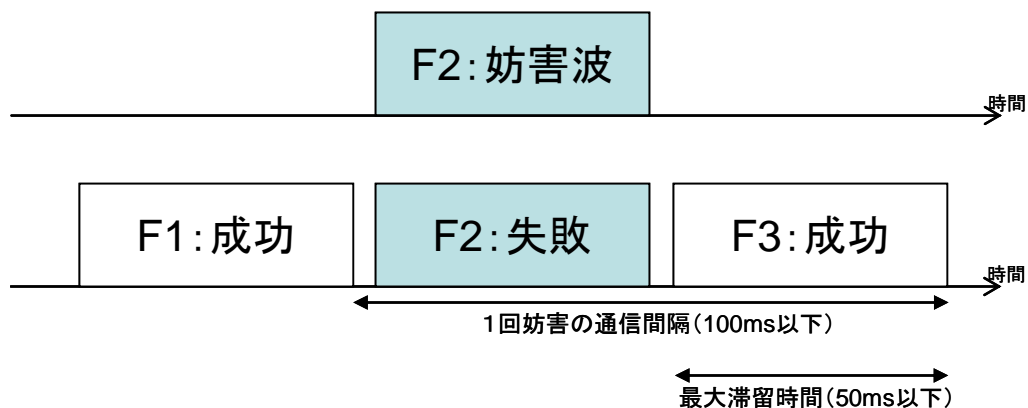 F2:妨害波
時間
F1:成功
F2:失敗
F3:成功
時間
1回妨害の通信間隔(100ms以下)
最大滞留時間(50ms以下)